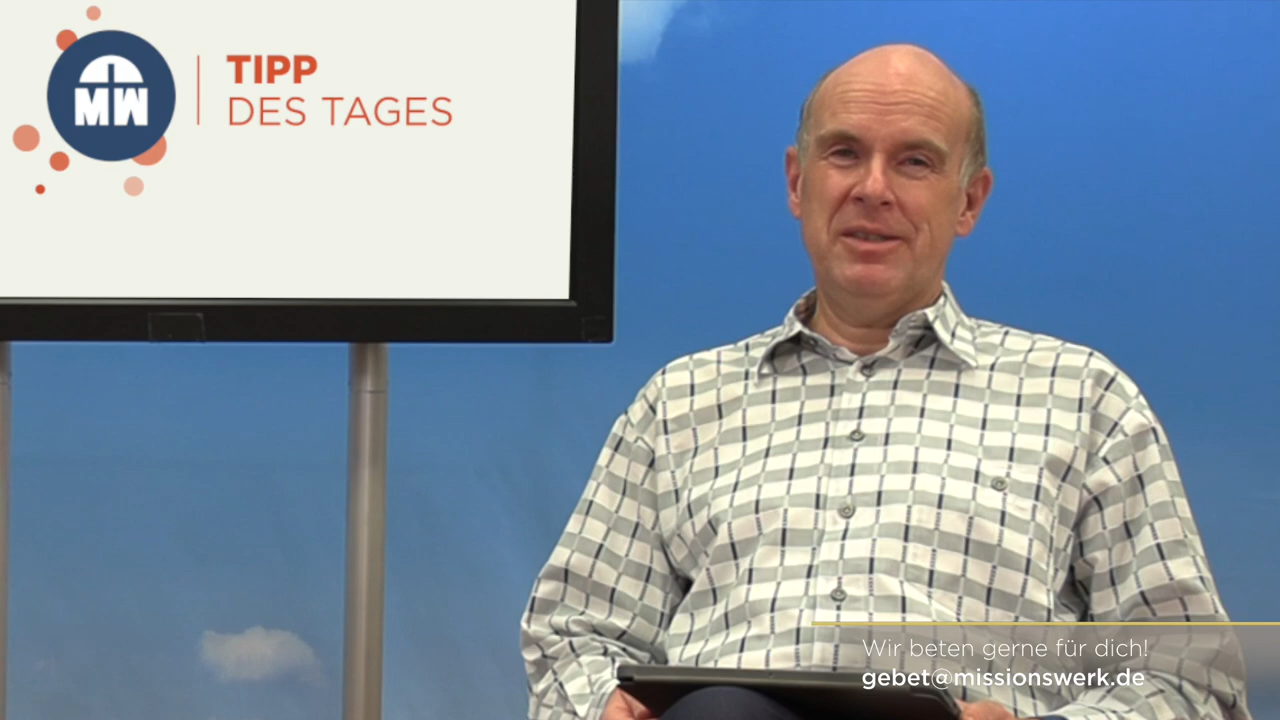 MW
TIPP
DES TAGES
Wir beten gerne für dich!
gebet@missionswerk.de